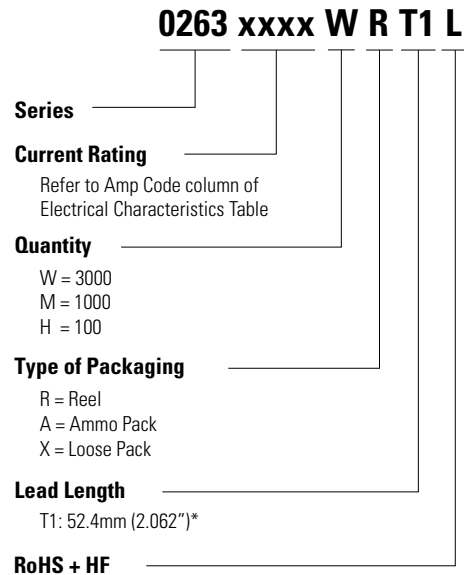 0263 xxxx W R T1 L
Series
Current Rating
Refer to Amp Code column of
Electrical Characteristics Table
Quantity
W = 3000
M = 1000
H = 100
Type of Packaging
R = Reel
A = Ammo Pack
X = Loose Pack
Lead Length
T1: 52.4mm (2.062”)*
RoHS + HF